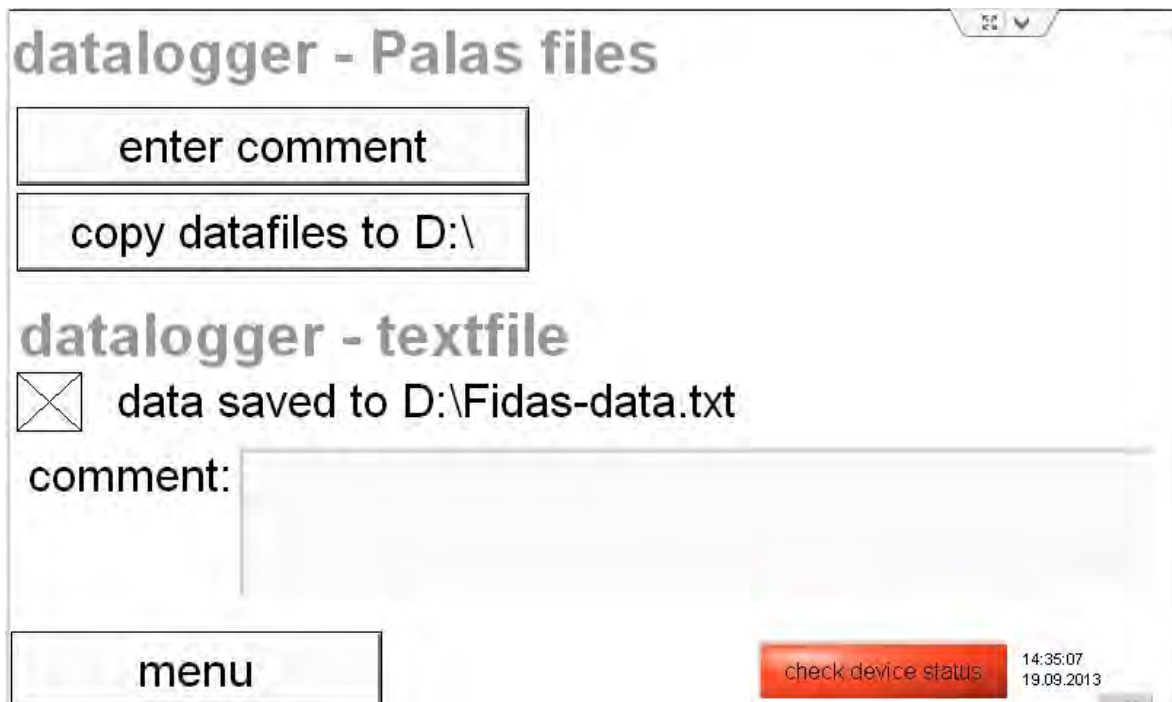 datalogger - Palas files
enter comment
copy datafiles to D:\
datalogger - textfile
data saved to D:\Fidas-data.txt
comment:
menu
check device status
14:35:07
19.09.2013